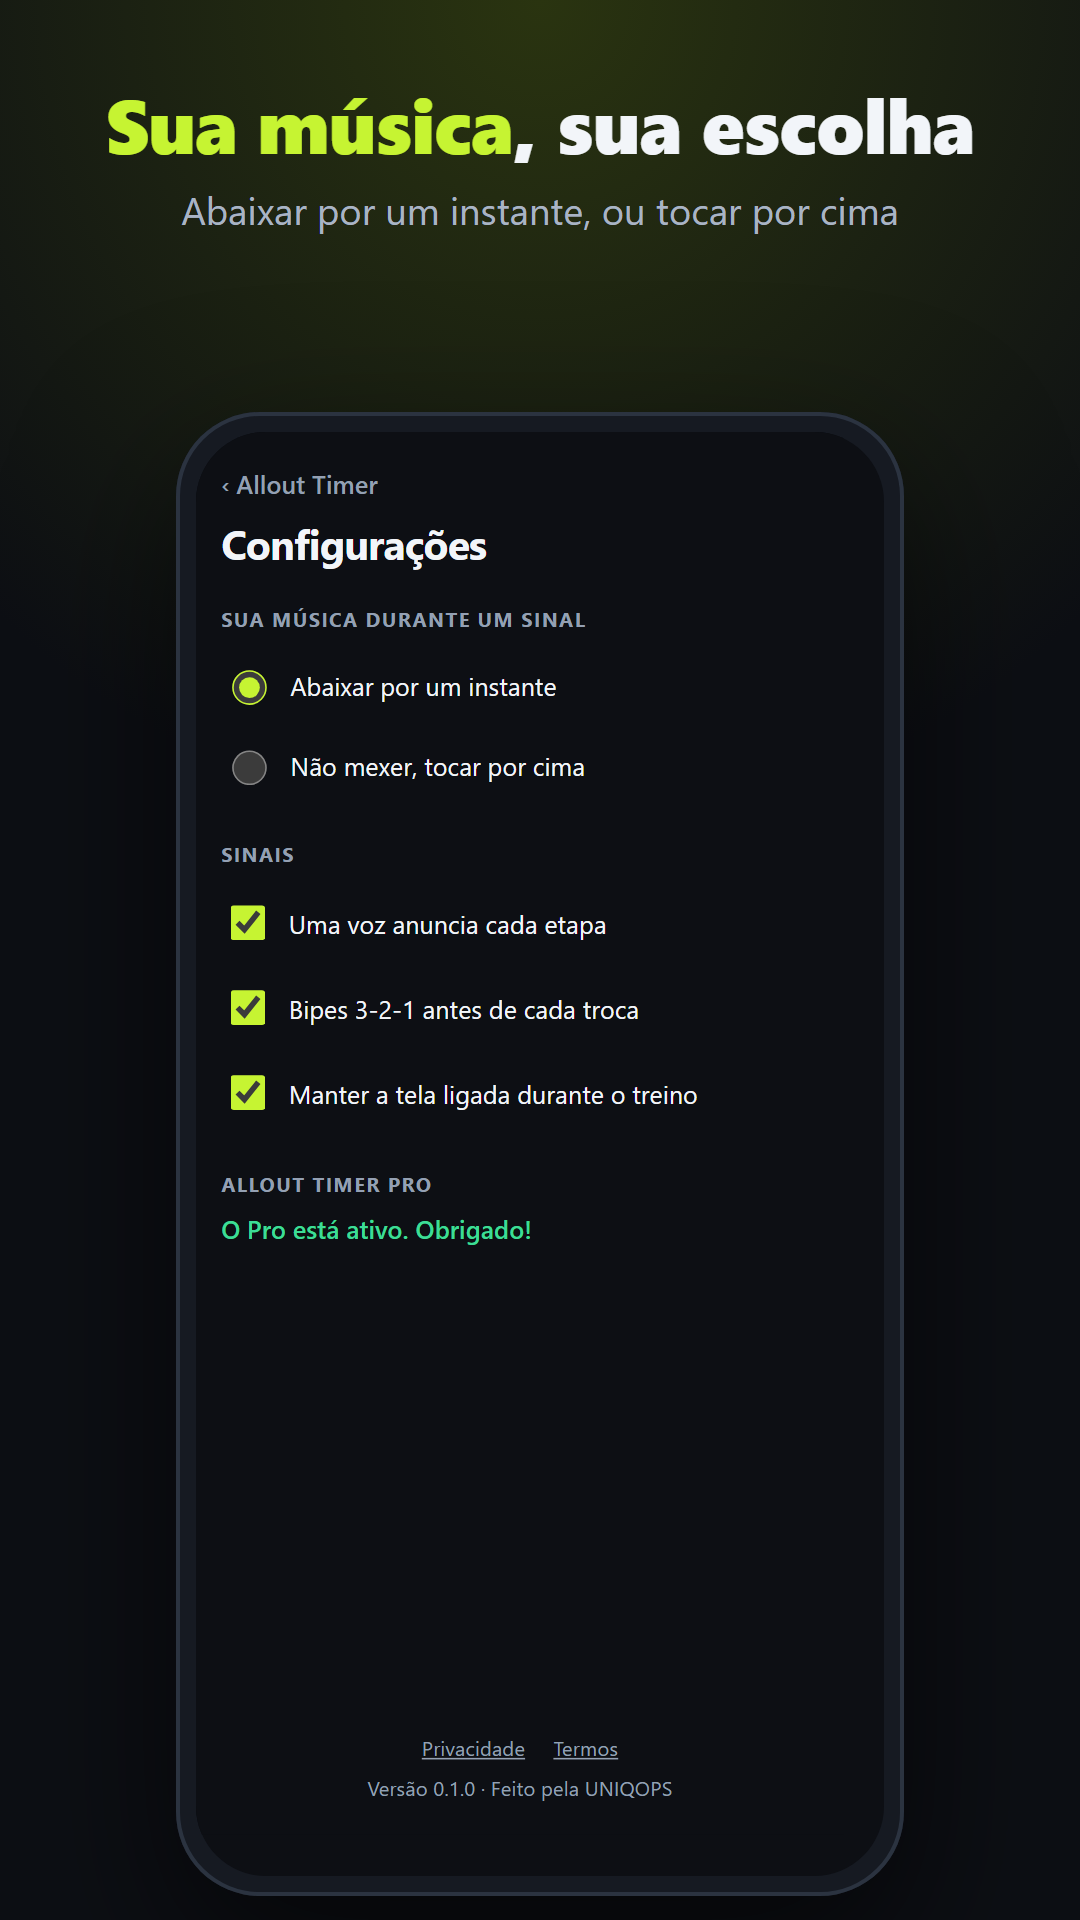 Sua música, sua escolha
Abaixar por um instante, ou tocar por cima
‹ Allout Timer
Configurações
SUA MÚSICA DURANTE UM SINAL
Abaixar por um instante
Não mexer, tocar por cima
SINAIS
Uma voz anuncia cada etapa
Bipes 3-2-1 antes de cada troca
Manter a tela ligada durante o treino
ALLOUT TIMER PRO
O Pro está ativo. Obrigado!
Privacidade Termos
Versão 0.1.0 · Feito pela UNIQOPS